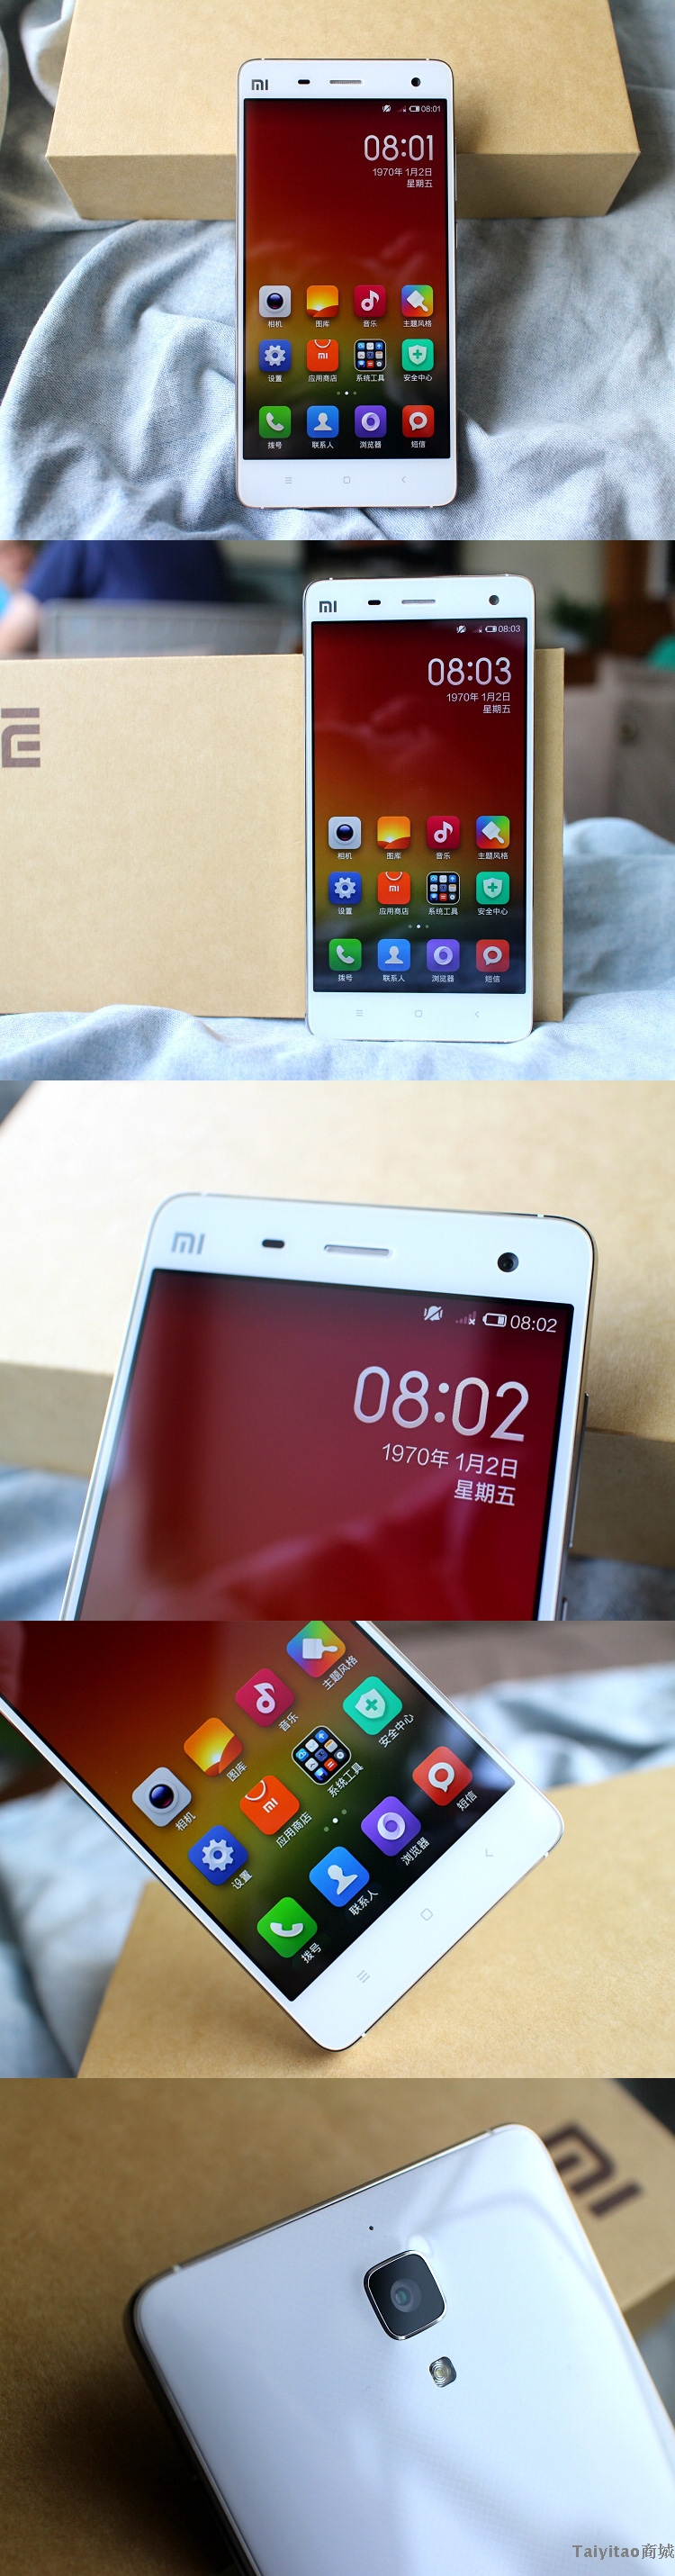 MI
08:01
08:01
1970年 1月2日
星期五
相机 图库 音乐 主题风格
MI
设置 应用商店 系统工具 安全中心
拨号 联系人 浏览器 短信
MI
08:03
MI
08:03
1970年 1月2日
星期五
相机 图库 音乐 主题风格
MI
设置 应用商店 系统工具 安全中心
拨号 联系人 浏览器 短信
MI
08:02
08:02
1970年 1月2日
星期五
相机 图库 音乐 主题风格
MI
设置 应用商店 系统工具 安全中心
拨号 联系人 浏览器 短信
MI
Taiyitao商城